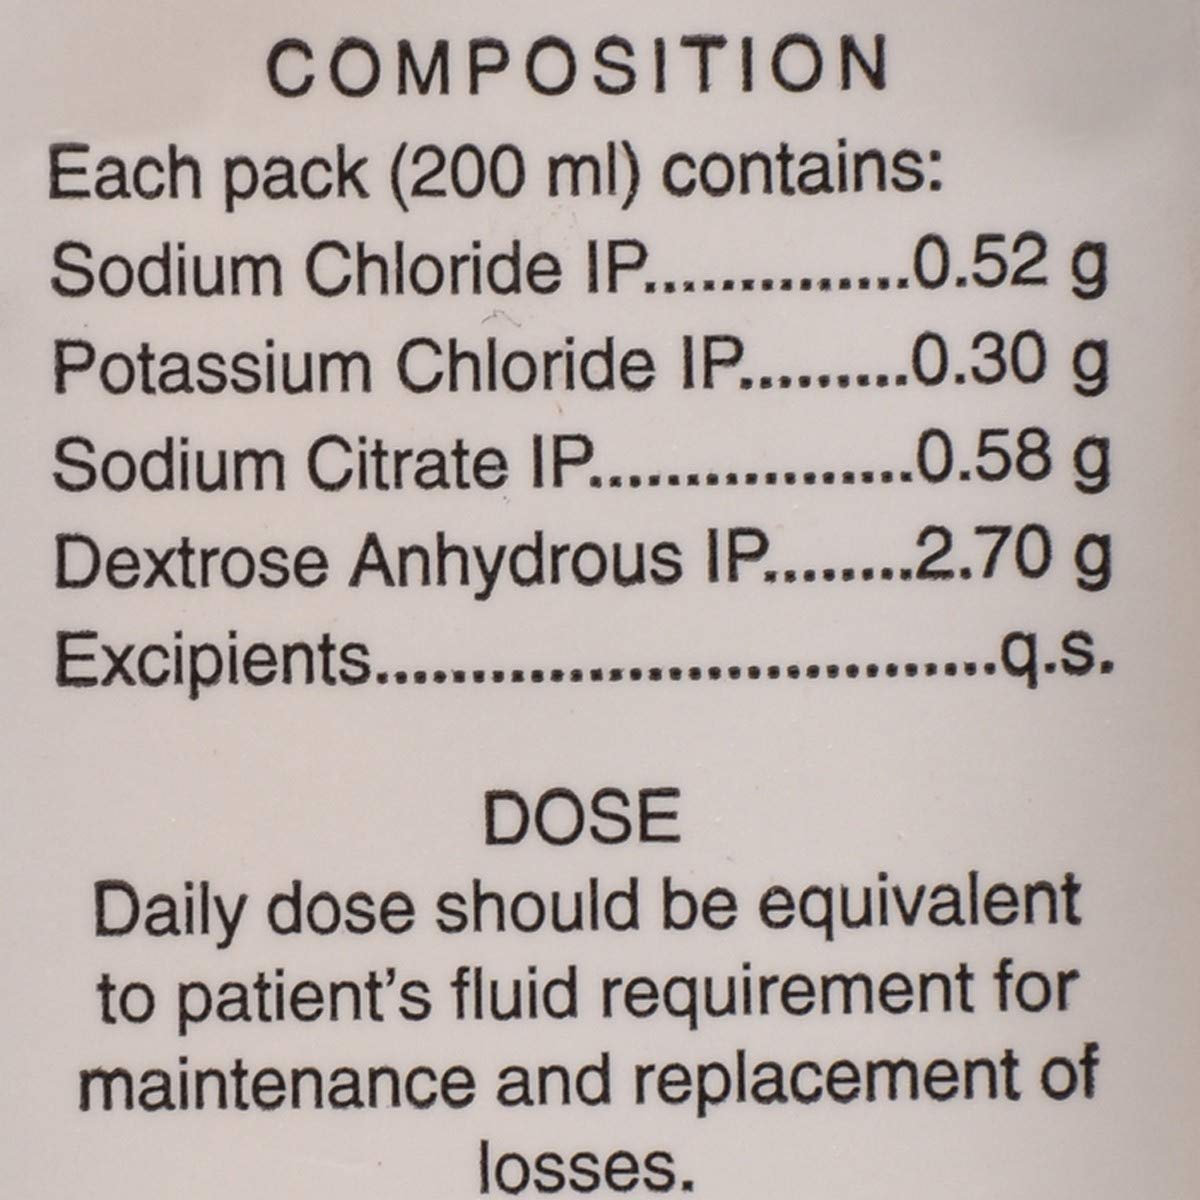 COMPOSITION
Each pack (200 ml) contains:
Sodium Chloride IP..............0.52 g
Potassium Chloride IP.........0.30 g
Sodium Citrate IP.................0.58 g
Dextrose Anhydrous IP........2.70 g
Excipients................................q.s.
DOSE
Daily dose should be equivalent
to patient's fluid requirement for
maintenance and replacement of
losses.